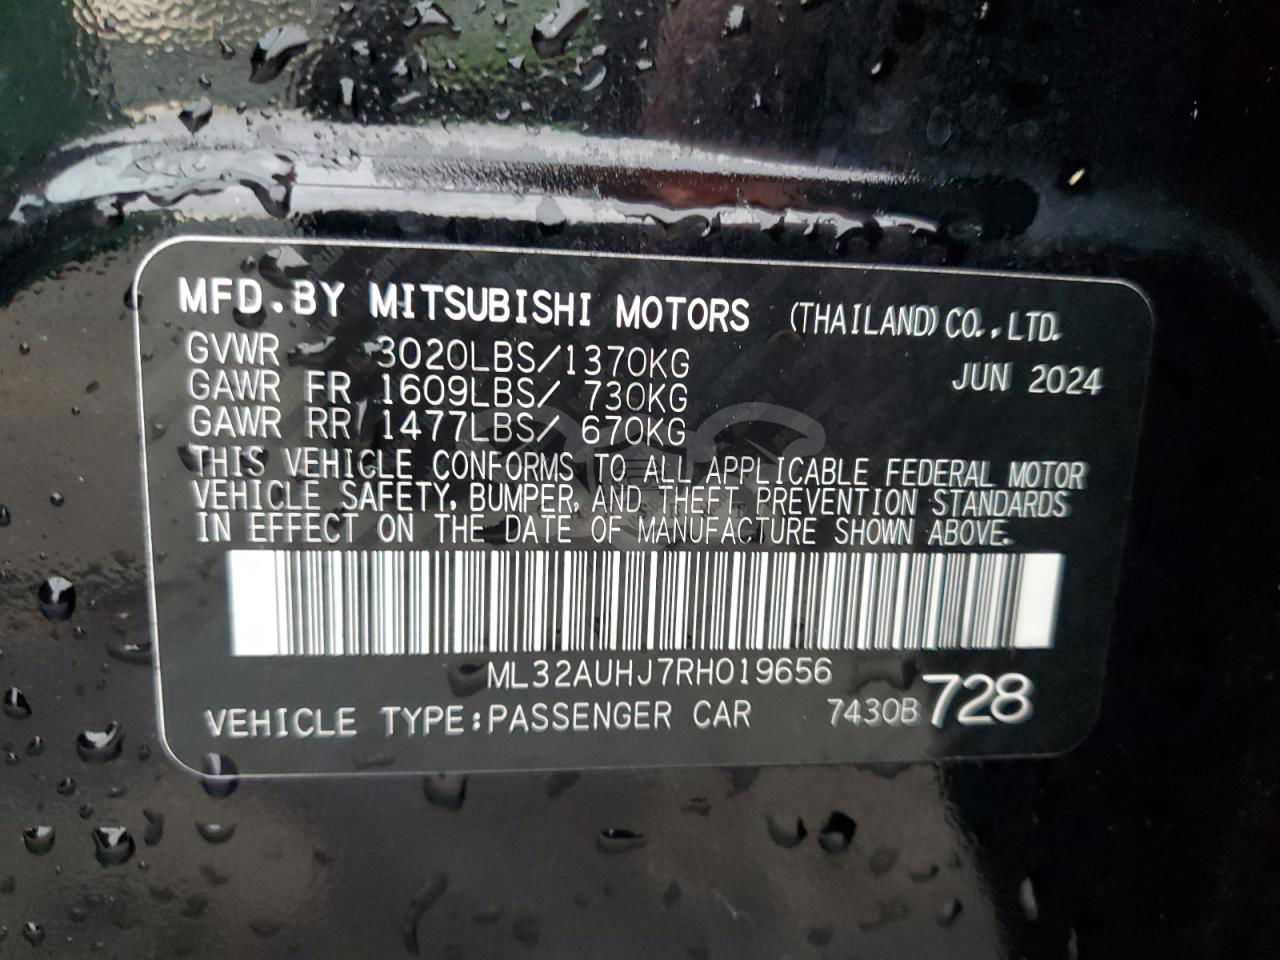 MFD.BY MITSUBISHI MOTORS (THAILAND) CO.,LTD.
GVWR 3020LBS/1370KG JUN 2024
GAWR FR 1609LBS/ 730KG
GAWR RR 1477LBS/ 670KG
THIS VEHICLE CONFORMS TO ALL APPLICABLE FEDERAL MOTOR
VEHICLE SAFETY, BUMPER, AND THEFT PREVENTION STANDARDS
IN EFFECT ON THE DATE OF MANUFACTURE SHOWN ABOVE.
ML32AUHJ7RH019656
VEHICLE TYPE:PASSENGER CAR 7430B 728